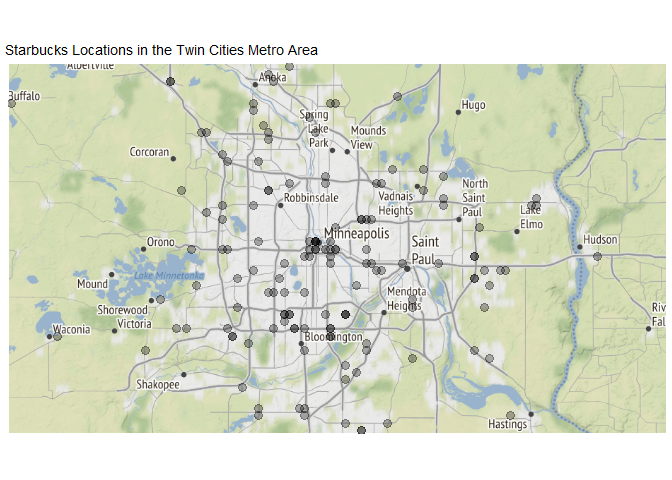 Starbucks Locations in the Twin Cities Metro Area
Albertville
Anoka
Buffalo
Hugo
Spring
Lake
Park
Mounds
View
Corcoran
Vadnais
Heights
North
Saint
Paul
Robbinsdale
Lake
Elmo
Minneapolis
Saint
Paul
Orono
Hudson
Lake Minnetonka
Mound
Mendota
Heights
Shorewood
Victoria
Riv
Fal
Waconia
Bloomington
Shakopee
Hastings